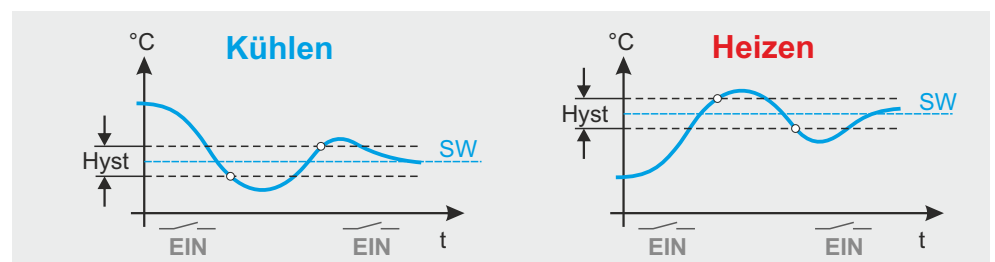 °C
Kühlen
Hyst
SW
EIN
EIN
t
°C
Heizen
Hyst
SW
EIN
EIN
t